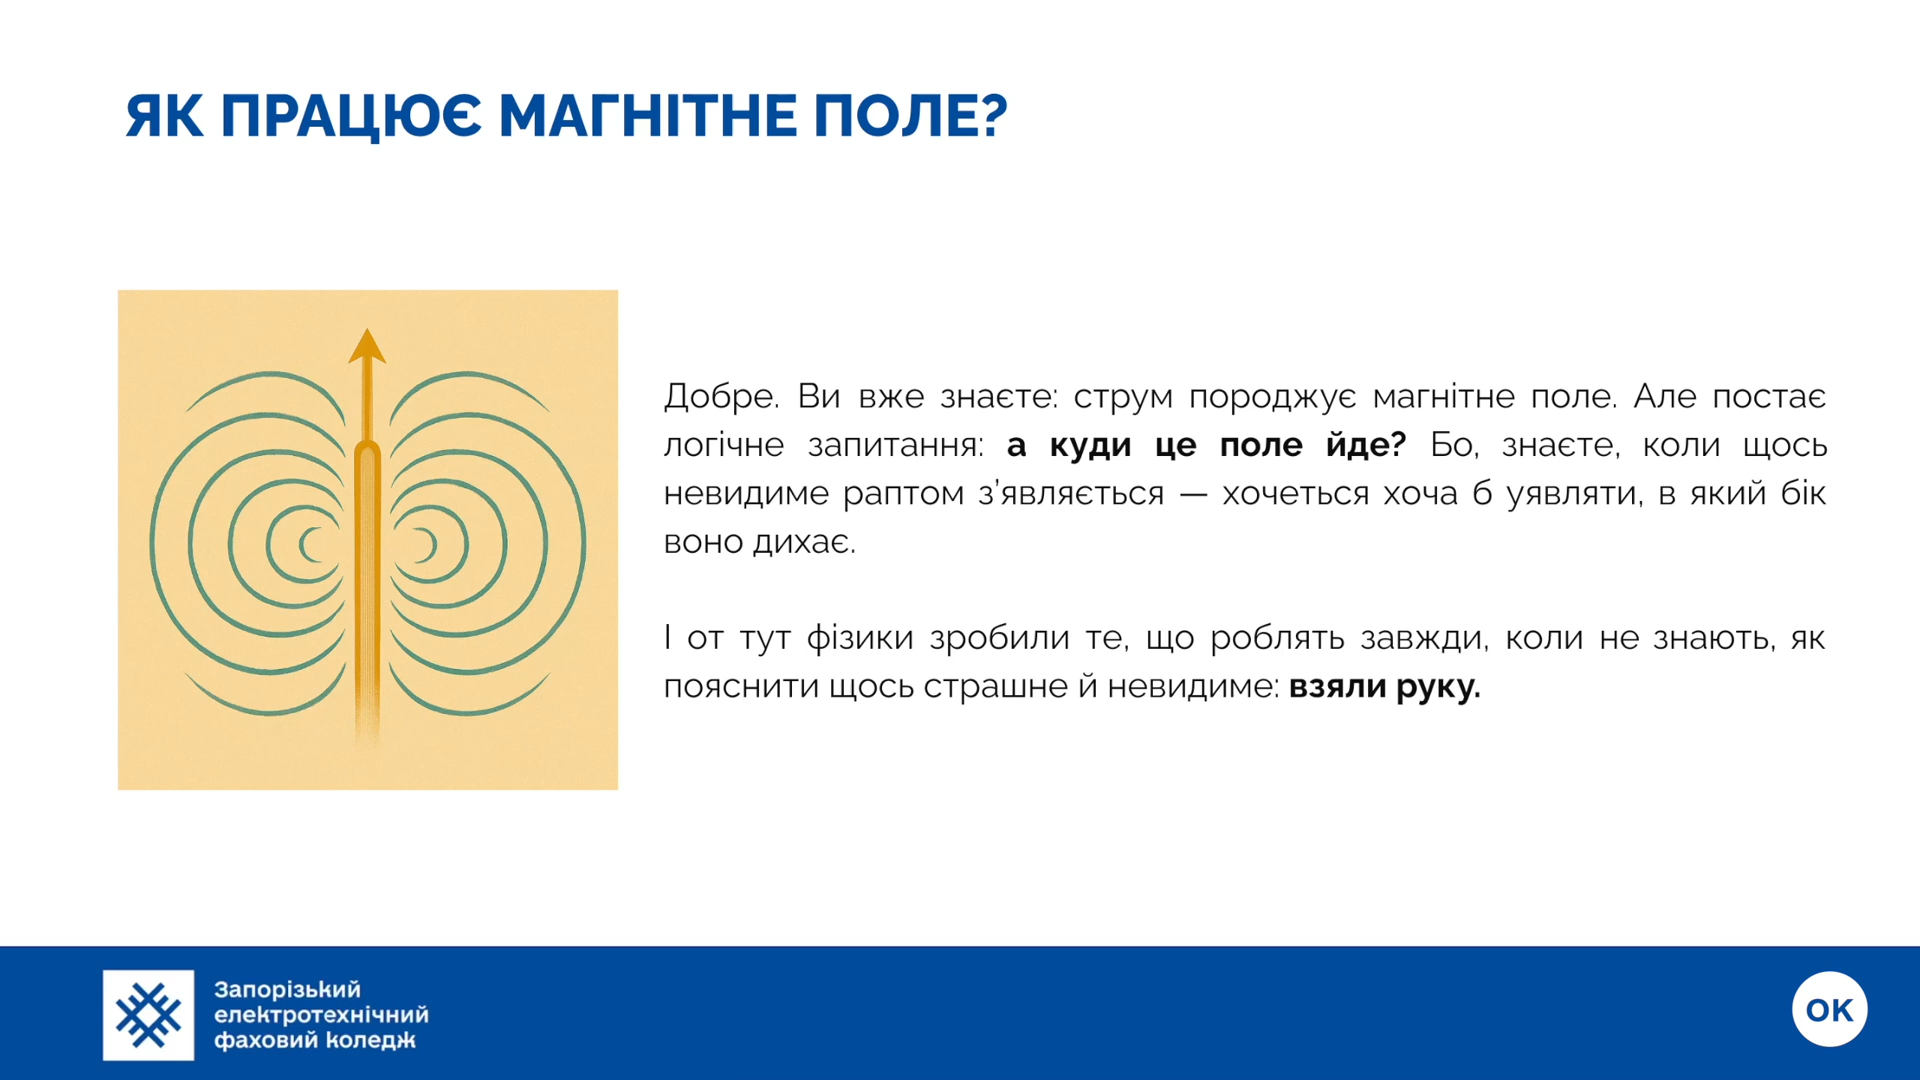 ЯК ПРАЦЮЄ МАГНІТНЕ ПОЛЕ?
Добре. Ви вже знаєте: струм породжує магнітне поле. Але постає
логічне запитання: а куди це поле йде? Бо, знаєте, коли щось
невидиме раптом з’являється — хочеться хоча б уявляти, в який бік
воно дихає.
І от тут фізики зробили те, що роблять завжди, коли не знають, як
пояснити щось страшне й невидиме: взяли руку.
Запорізький
електротехнічний
фаховий коледж
ОК